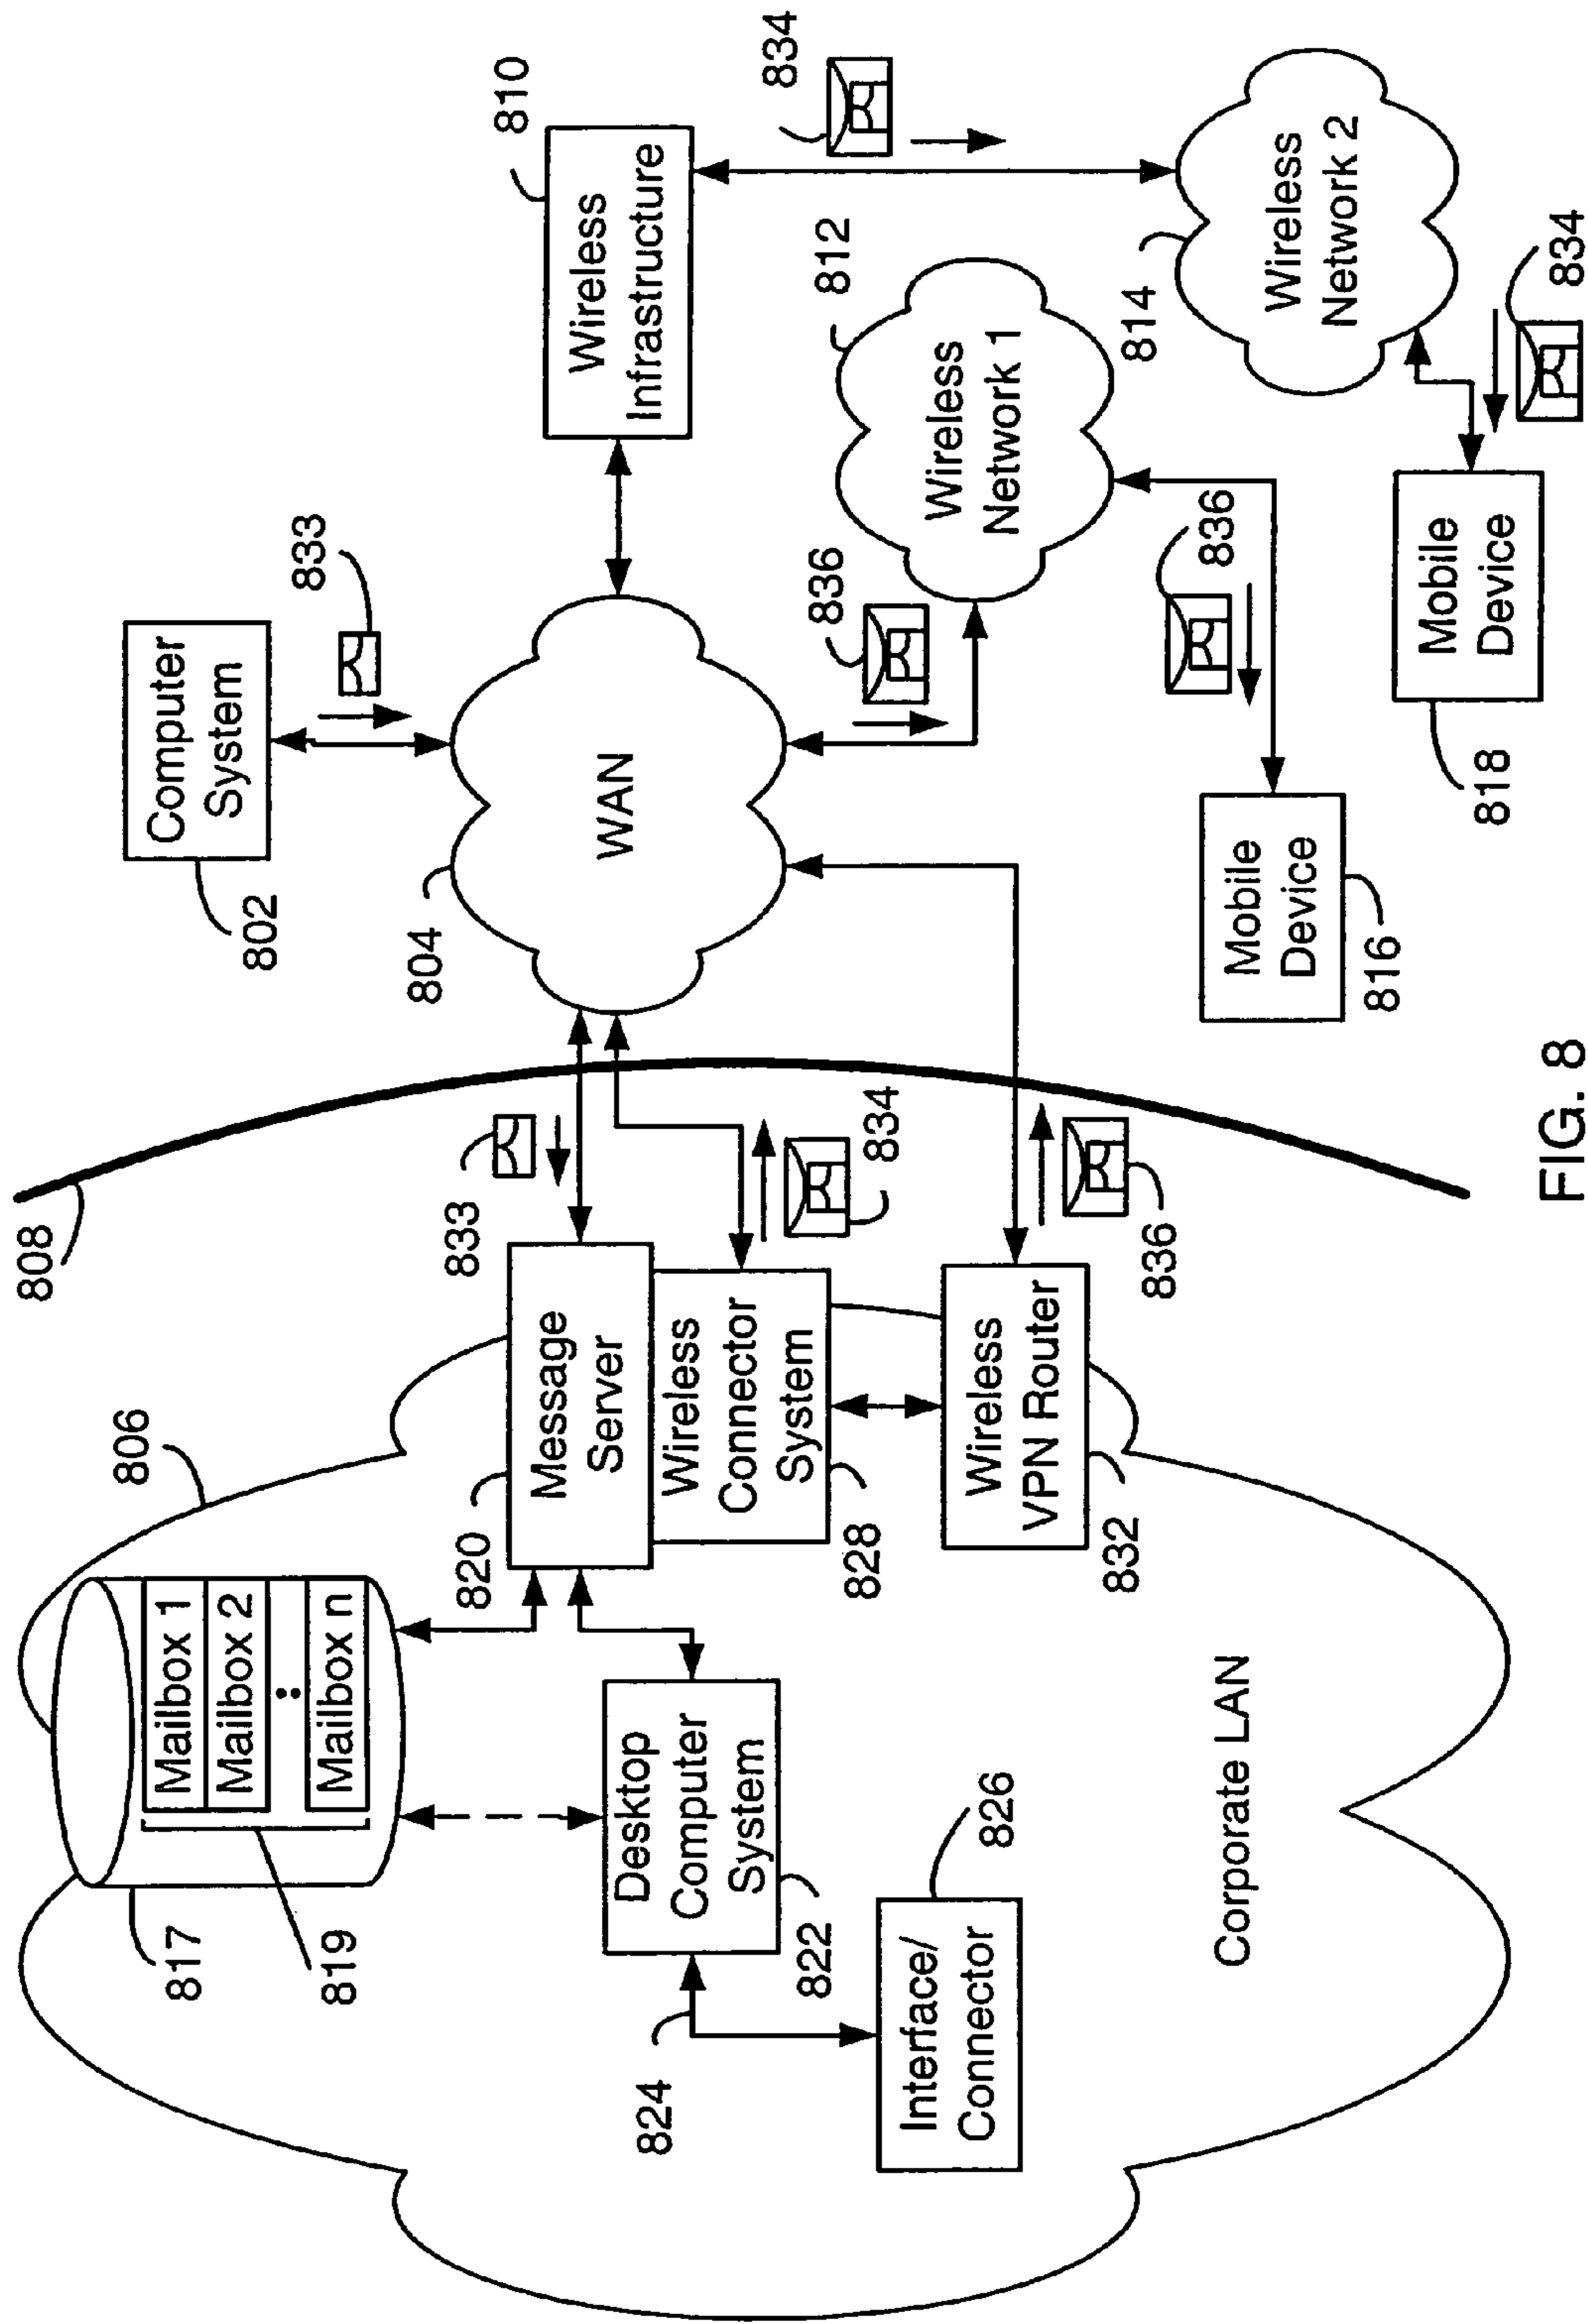 808
806
817
Mailbox 1
Mailbox 2
Mailbox n
819
820
Message
Server
833
Wireless
Connector
System
828
834
Desktop
Computer
System
822
824
Interface/
Connector
826
Wireless
VPN Router
832
836
Corporate LAN
Computer
System
802
833
804
WAN
810
Wireless
Infrastructure
834
836
812
Wireless
Network 1
814
Wireless
Network 2
836
834
Mobile
Device
816
Mobile
Device
818
FIG. 8